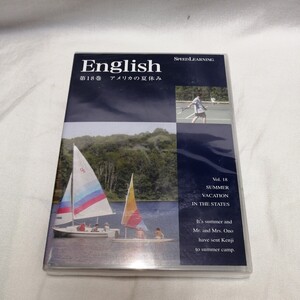 English
SPEEDLEARNING
第18巻 アメリカの夏休み
Vol. 18
SUMMER
VACATION
IN THE STATES
It's summer and
Mr. and Mrs. Ono
have sent Kenji
to summer camp.